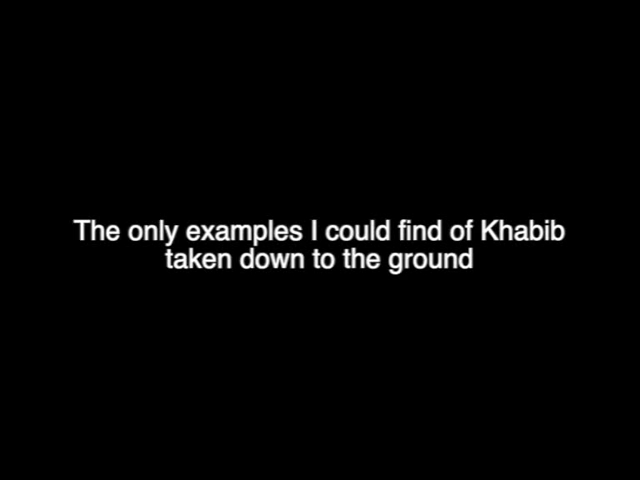 The only examples I could find of Khabib
taken down to the ground